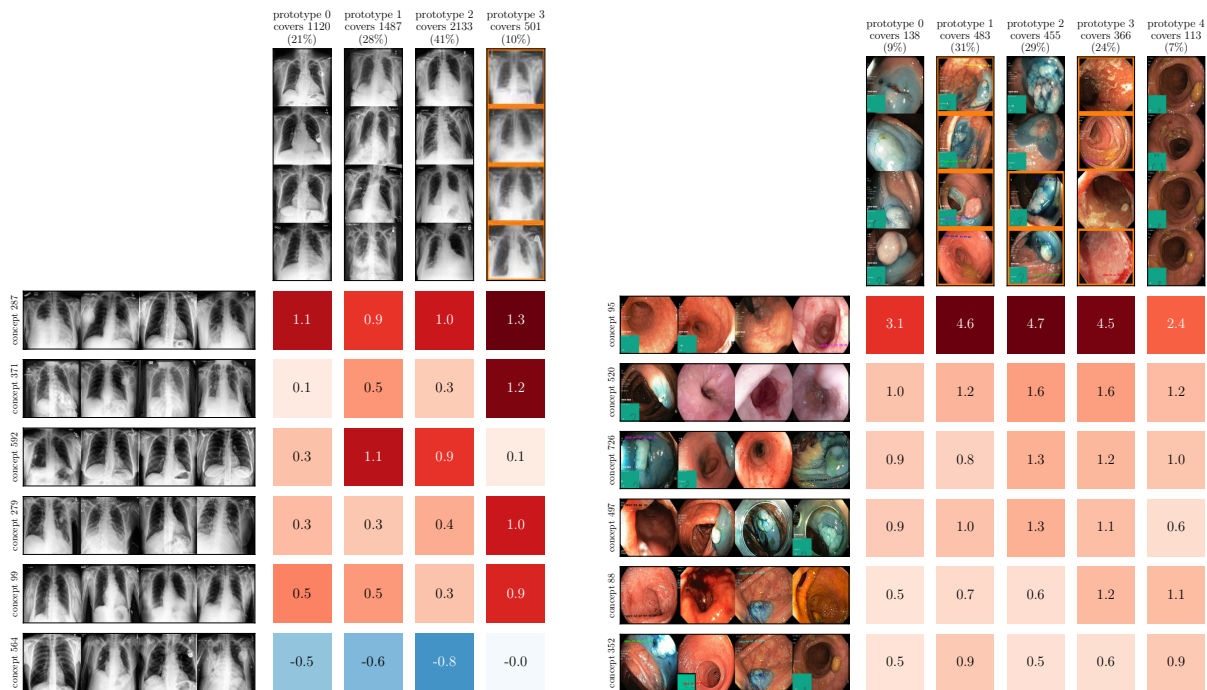 prototype 0 prototype 1 prototype 2 prototype 3
covers 1120 covers 1487 covers 2133 covers 501
(21%) (28%) (41%) (10%)
concept 287
1.1 0.9 1.0 1.3
concept 371
0.1 0.5 0.3 1.2
concept 592
0.3 1.1 0.9 0.1
concept 279
0.3 0.3 0.4 1.0
concept 99
0.5 0.5 0.3 0.9
concept 564
-0.5 -0.6 -0.8 -0.0
prototype 0 prototype 1 prototype 2 prototype 3 prototype 4
covers 138 covers 483 covers 455 covers 366 covers 113
(9%) (31%) (29%) (24%) (7%)
concept 95
3.1 4.6 4.7 4.5 2.4
concept 520
1.0 1.2 1.6 1.6 1.2
concept 726
0.9 0.8 1.3 1.2 1.0
concept 497
0.9 1.0 1.3 1.1 0.6
concept 88
0.5 0.7 0.6 1.2 1.1
concept 352
0.5 0.9 0.5 0.6 0.9